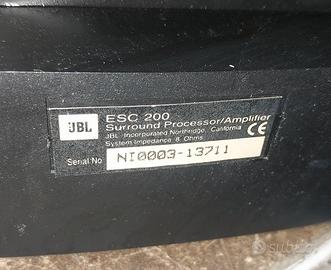 JBL
ESC 200
Surround Processor/Amplifier
JBL Incorporated Northridge, California
System Impedance 8 Ohms
CE
Serial No NI0003-13711
subito